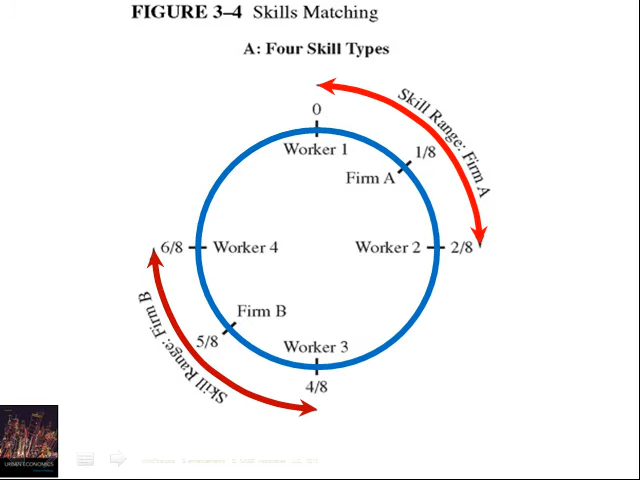 FIGURE 3–4 Skills Matching
A: Four Skill Types
Skill Range: Firm A
0
Worker 1
1/8
Firm A
6/8
Worker 4
Worker 2
2/8
Firm B
5/8
Worker 3
4/8
Skill Range: Firm B
URBAN ECONOMICS